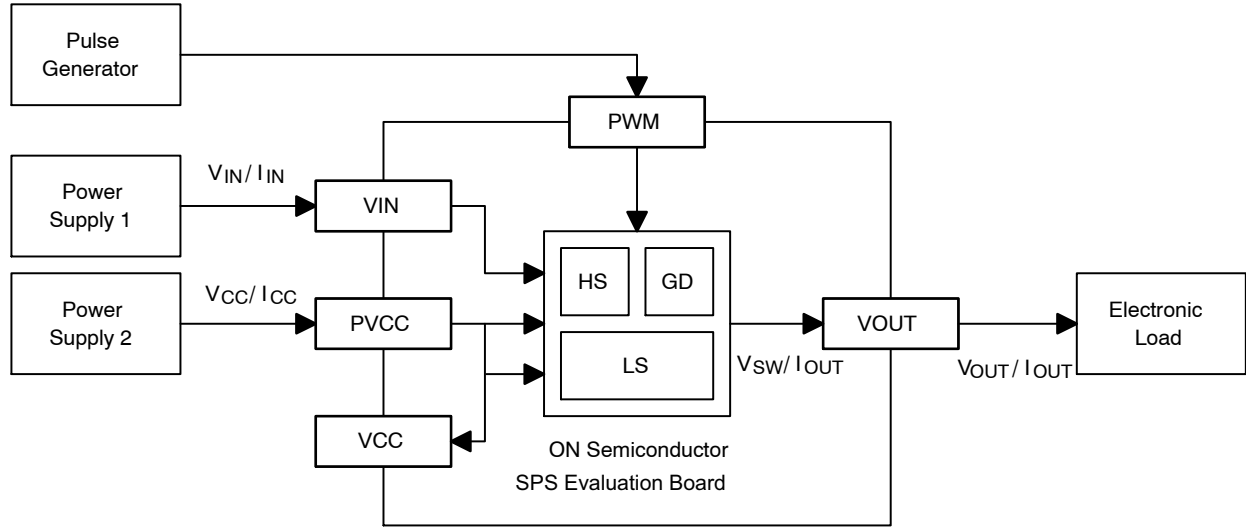 Pulse
Generator
PWM
Power
Supply 1
VIN/ IIN
VIN
HS
GD
Power
Supply 2
VCC/ ICC
PVCC
LS
VSW/ IOUT
VOUT
VOUT/ IOUT
Electronic
Load
VCC
ON Semiconductor
SPS Evaluation Board